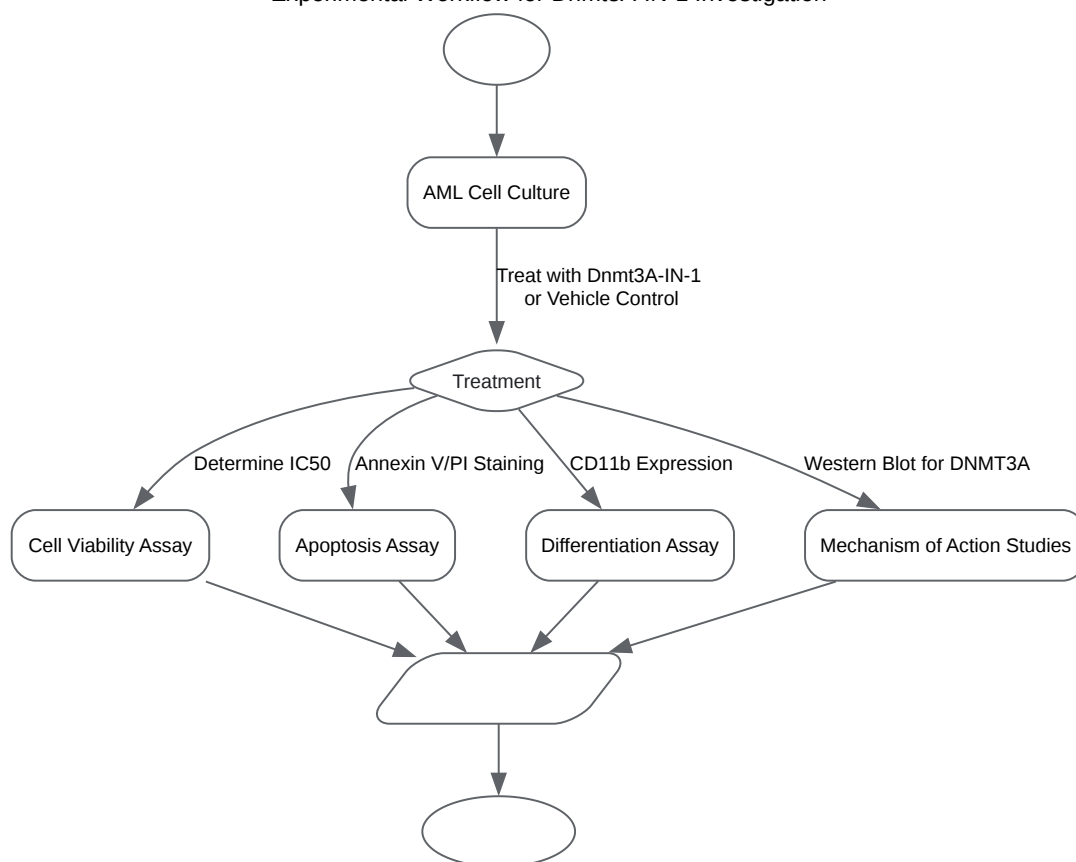 Experimental Workflow for Dnmt3A-IN-1 Investigation
AML Cell Culture
Treat with Dnmt3A-IN-1
or Vehicle Control
Treatment
Determine IC50
Annexin V/PI Staining
CD11b Expression
Western Blot for DNMT3A
Cell Viability Assay
Apoptosis Assay
Differentiation Assay
Mechanism of Action Studies